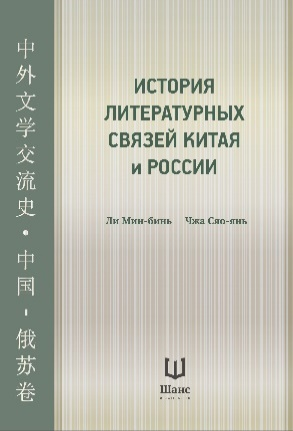 中外文学交流史·中国-俄苏卷
ИСТОРИЯ
ЛИТЕРАТУРНЫХ
СВЯЗЕЙ КИТАЯ
и РОССИИ
Ли Мин-бинь Чжа Сяо-янь
Шанс